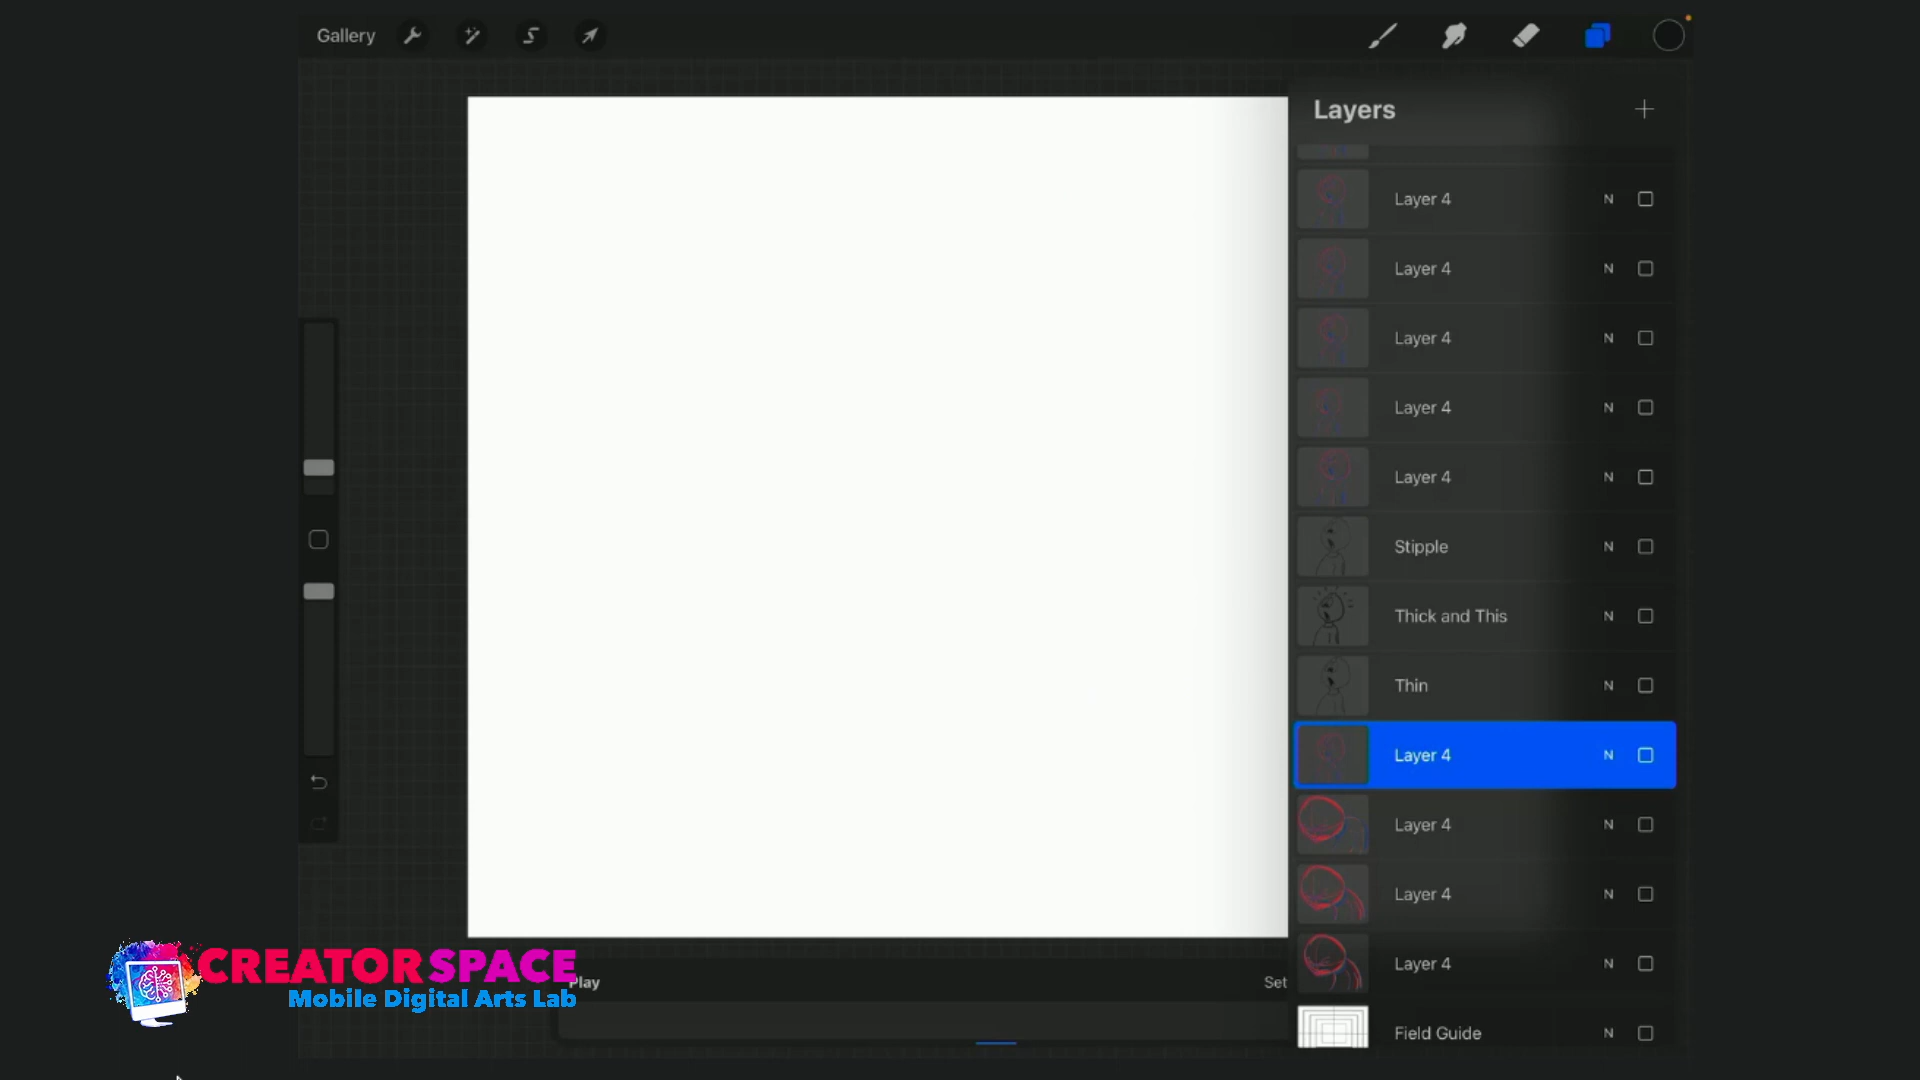 Gallery
Layers
Layer 4 N
Layer 4 N
Layer 4 N
Layer 4 N
Layer 4 N
Stipple N
Thick and This N
Thin N
Layer 4 N
Layer 4 N
Layer 4 N
Layer 4 N
Field Guide N
CREATORSPACE
Mobile Digital Arts Lab
Play
Set